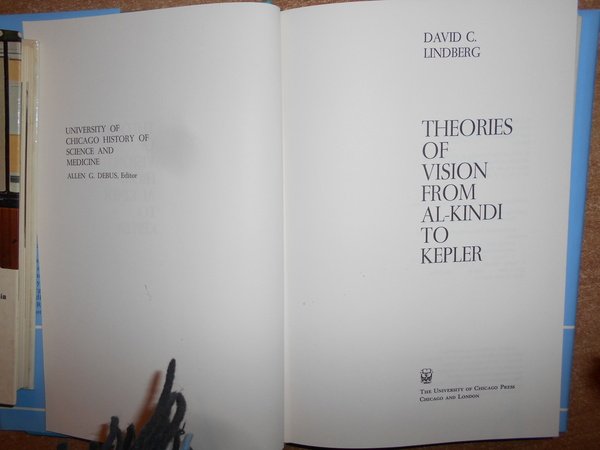 UNIVERSITY OF
CHICAGO HISTORY OF
SCIENCE AND
MEDICINE
ALLEN G. DEBUS, Editor
DAVID C.
LINDBERG
THEORIES
OF
VISION
FROM
AL-KINDI
TO
KEPLER
THE UNIVERSITY OF CHICAGO PRESS
CHICAGO AND LONDON